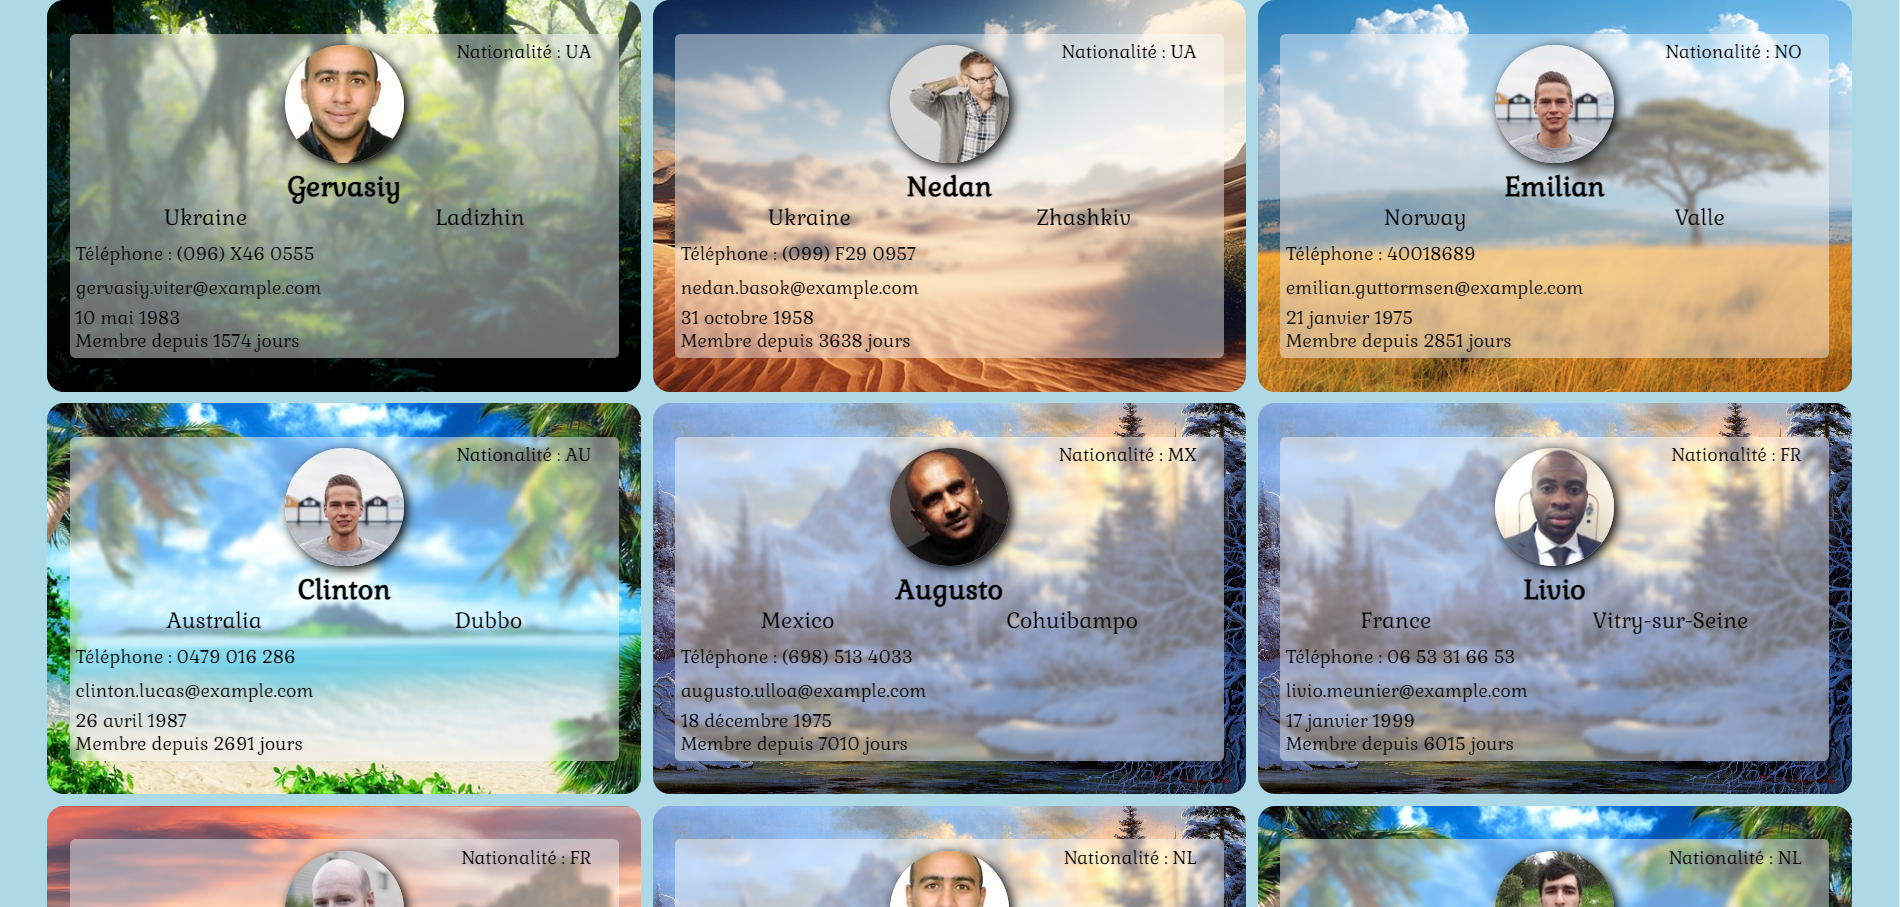 Nationalité : UA
Gervasiy
Ukraine Ladizhin
Téléphone : (096) X46 0555
gervasiy.viter@example.com
10 mai 1983
Membre depuis 1574 jours
Nationalité : UA
Nedan
Ukraine Zhashkiv
Téléphone : (099) F29 0957
nedan.basok@example.com
31 octobre 1958
Membre depuis 3638 jours
Nationalité : NO
Emilian
Norway Valle
Téléphone : 40018689
emilian.guttormsen@example.com
21 janvier 1975
Membre depuis 2851 jours
Nationalité : AU
Clinton
Australia Dubbo
Téléphone : 0479 016 286
clinton.lucas@example.com
26 avril 1987
Membre depuis 2691 jours
Nationalité : MX
Augusto
Mexico Cohuibampo
Téléphone : (698) 513 4033
augusto.ulloa@example.com
18 décembre 1975
Membre depuis 7010 jours
Nationalité : FR
Livio
France Vitry-sur-Seine
Téléphone : 06 53 31 66 53
livio.meunier@example.com
17 janvier 1999
Membre depuis 6015 jours
Nationalité : FR
Nationalité : NL
Nationalité : NL